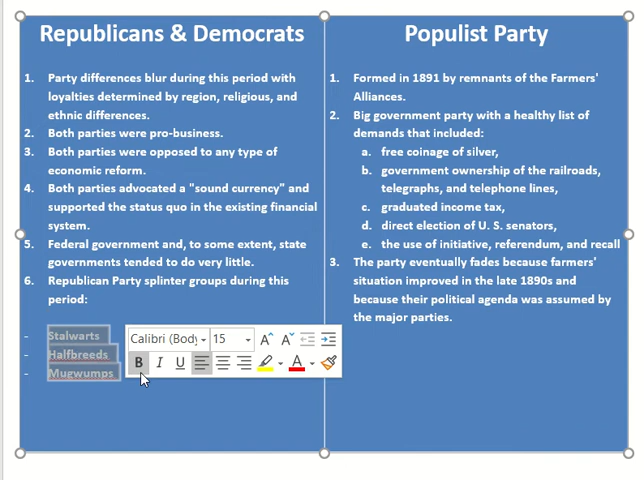 Republicans & Democrats
1. Party differences blur during this period with
loyalties determined by region, religious, and
ethnic differences.
2. Both parties were pro-business.
3. Both parties were opposed to any type of
economic reform.
4. Both parties advocated a "sound currency" and
supported the status quo in the existing financial
system.
5. Federal government and, to some extent, state
governments tended to do very little.
6. Republican Party splinter groups during this
period:
- Stalwarts
- Halfbreeds
- Mugwumps
Populist Party
1. Formed in 1891 by remnants of the Farmers'
Alliances.
2. Big government party with a healthy list of
demands that included:
a. free coinage of silver,
b. government ownership of the railroads,
telegraphs, and telephone lines,
c. graduated income tax,
d. direct election of U. S. senators,
e. the use of initiative, referendum, and recall
3. The party eventually fades because farmers'
situation improved in the late 1890s and
because their political agenda was assumed by
the major parties.
Calibri (Body 15 A A
B I U A